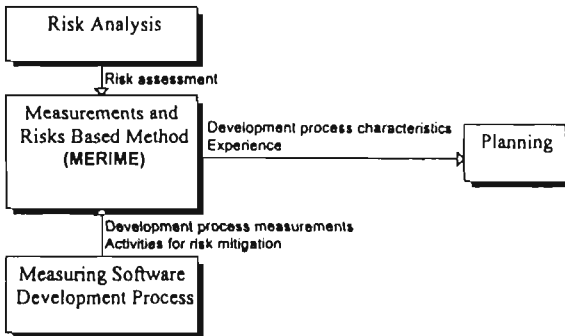 Risk Analysis
Risk assessment
Measurements and
Risks Based Method
(MERIME)
Development process characteristics
Experience
Planning
Development process measurements
Activities for risk mitigation
Measuring Software
Development Process